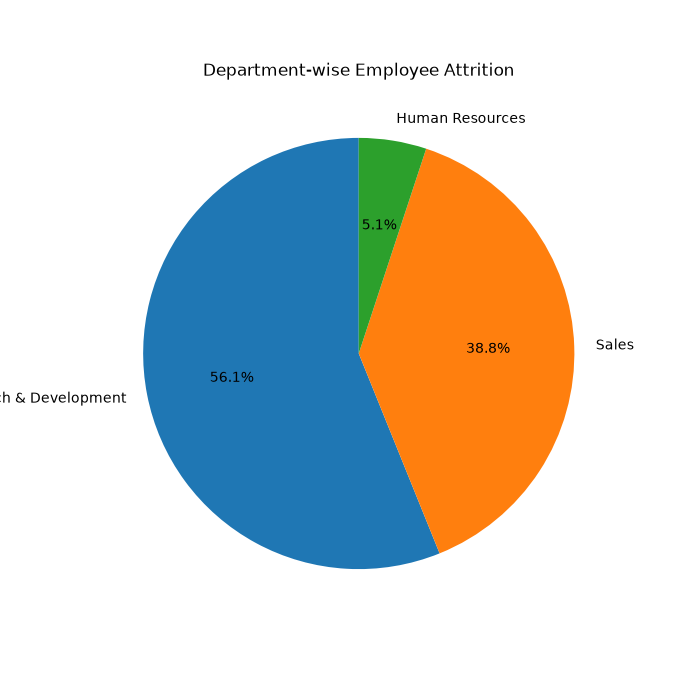 Department-wise Employee Attrition
Human Resources
5.1%
38.8%
Sales
56.1%
& Development